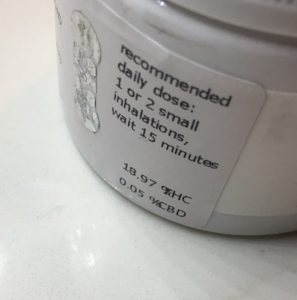 recommended
daily dose:
1 or 2 small
inhalations,
wait 15 minutes
18.97 %THC
0.05 %CBD